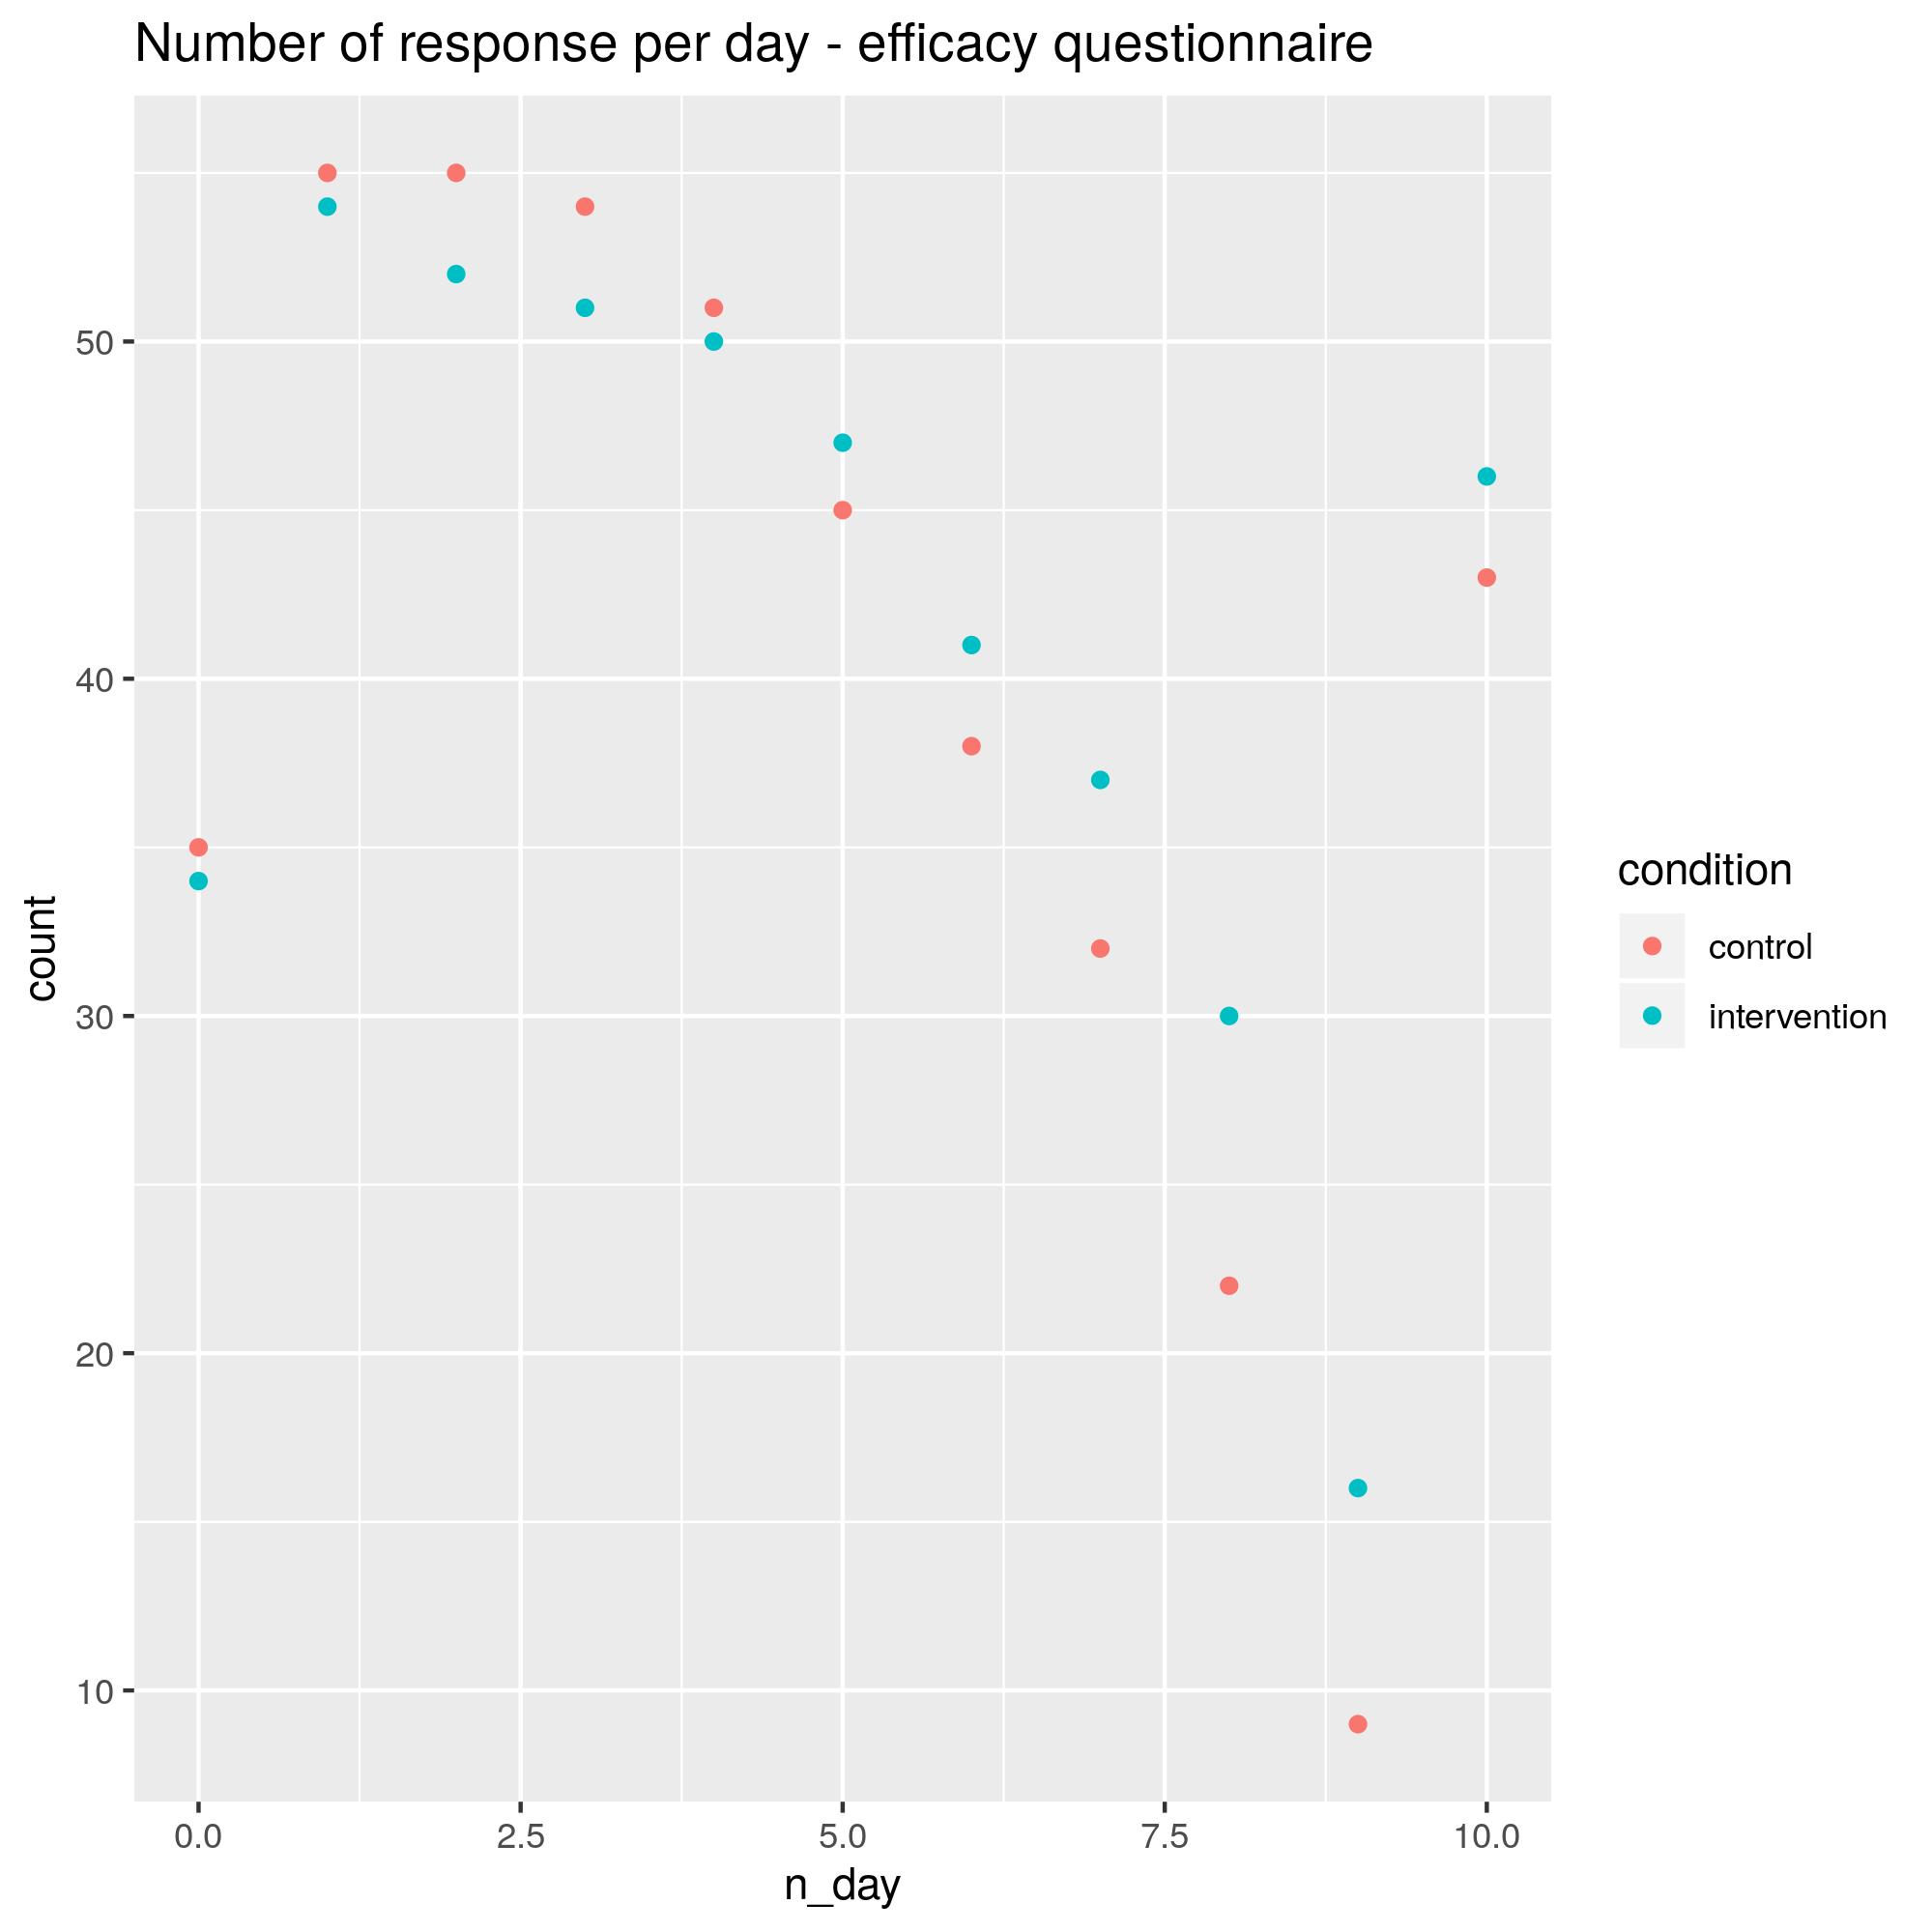 Number of response per day - efficacy questionnaire
50
40
30
20
10
count
0.0 2.5 5.0 7.5 10.0
n_day
condition
control
intervention